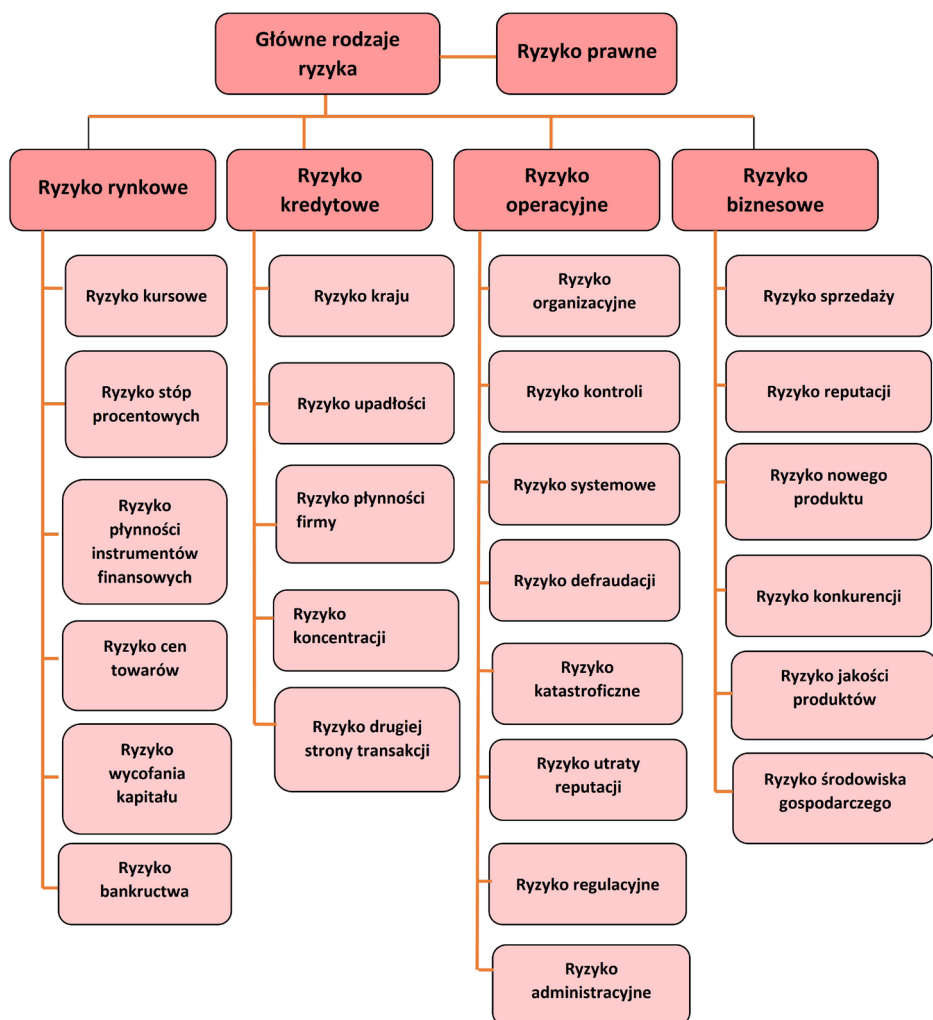 Główne rodzaje
ryzyka
Ryzyko prawne
Ryzyko rynkowe
Ryzyko
kredytowe
Ryzyko
operacyjne
Ryzyko
biznesowe
Ryzyko kursowe
Ryzyko stóp
procentowych
Ryzyko
płynności
instrumentów
finansowych
Ryzyko cen
towarów
Ryzyko
wycofania
kapitału
Ryzyko
bankructwa
Ryzyko kraju
Ryzyko upadłości
Ryzyko płynności
firmy
Ryzyko
koncentracji
Ryzyko drugiej
strony transakcji
Ryzyko
organizacyjne
Ryzyko kontroli
Ryzyko systemowe
Ryzyko defraudacji
Ryzyko
katastroficzne
Ryzyko utraty
reputacji
Ryzyko regulacyjne
Ryzyko
administracyjne
Ryzyko sprzedaży
Ryzyko reputacji
Ryzyko nowego
produktu
Ryzyko konkurencji
Ryzyko jakości
produktów
Ryzyko środowiska
gospodarczego